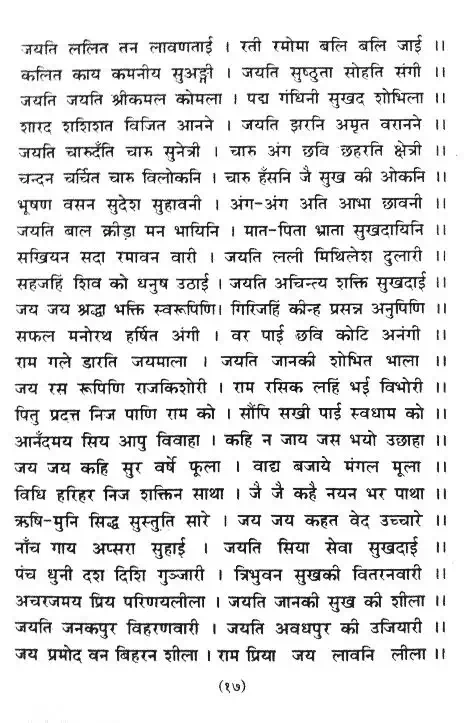 जयति ललित तन लावणताई । रती रमोमा बलि बलि जाई ।।
कलित काय कमनीय सुअङ्गी । जयति सुष्ठुता सोहति संगी ।।
जयति जयति श्रीकमल कोमला । पद्म गंधिनी सुखद शोभिला ।।
शारद शशिशत विजित आनने । जयति झरनि अमृत वरानने ।।
जयति चारुदँति चारु सुनेत्री । चारु अंग छवि छहरति क्षेत्री ।।
चन्दन चर्चित चारु विलोकनि । चारु हँसनि जै सुख की ओकनि ।।
भूषण वसन सुदेश सुहावनी । अंग-अंग अति आभा छावनी ।।
जयति बाल क्रीड़ा मन भायिनि । मात-पिता भ्राता सुखदायिनि ।।
सखियन सदा रमावन वारी । जयति लली मिथिलेश दुलारी ।।
सहजहिं शिव को धनुष उठाई । जयति अचिन्त्य शक्ति सुखदाई ।।
जय जय श्रद्धा भक्ति स्वरूपिणि। गिरिजहिं कीन्ह प्रसन्न अनुपिणि ।।
सफल मनोरथ हर्षित अंगी । वर पाई छवि कोटि अनंगी ।।
राम गले डारति जयमाला । जयति जानकी शोभित भाला ।।
जय रस रूपिणि राजकिशोरी । राम रसिक लहिं भई विभोरी ।।
पितु प्रदत्त निज पाणि राम को । सौंपि सखी पाई स्वधाम को ।।
आनँदमय सिय आपु विवाहा । कहि न जाय जस भयो उछाहा ।।
जय जय कहि सुर वर्षे फूला । वाद्य बजाये मंगल मूला ।।
विधि हरिहर निज शक्तिन साथा । जै जै कहै नयन भर पाथा ।।
ऋषि-मुनि सिद्ध सुस्तुति सारे । जय जय कहत वेद उच्चारे ।।
नाँच गाय अप्सरा सुहाई । जयति सिया सेवा सुखदाई ।।
पंच धुनी दश दिशि गुञ्जारी । त्रिभुवन सुखकी वितरनवारी ।।
अचरजमय प्रिय परिणयलीला । जयति जानकी सुख की शीला ।।
जयति जनकपुर विहरणवारी । जयति अवधपुर की उजियारी ।।
जय प्रमोद वन बिहरन शीला । राम प्रिया जय लावनि लीला ।।
(१७)